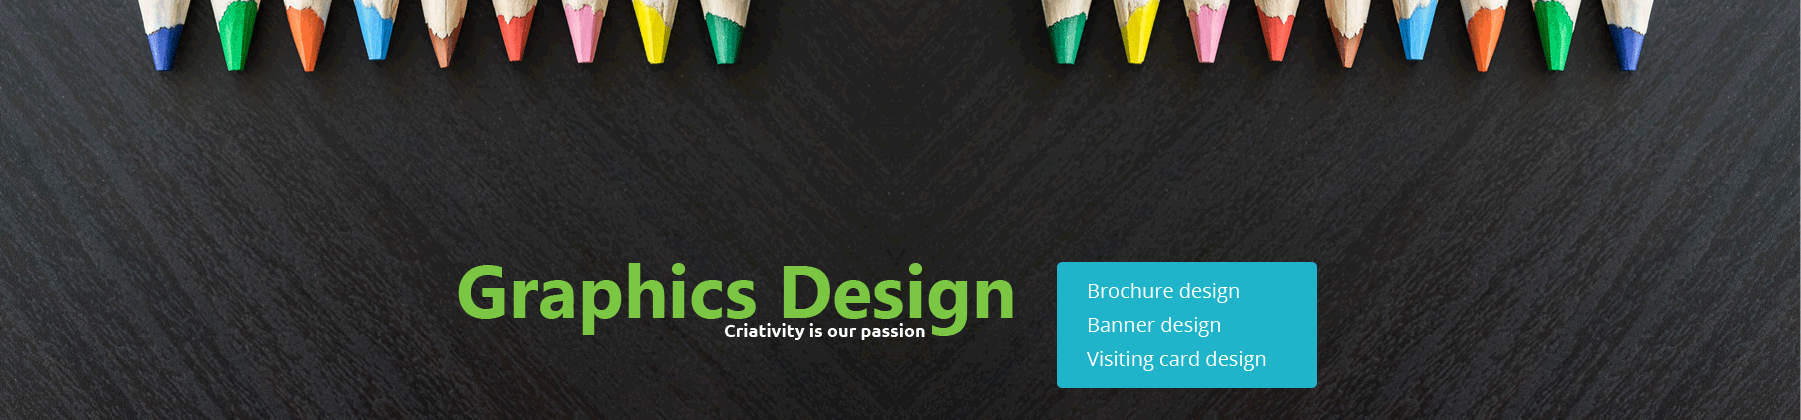 Graphics Design
Criativity is our passion
Brochure design
Banner design
Visiting card design